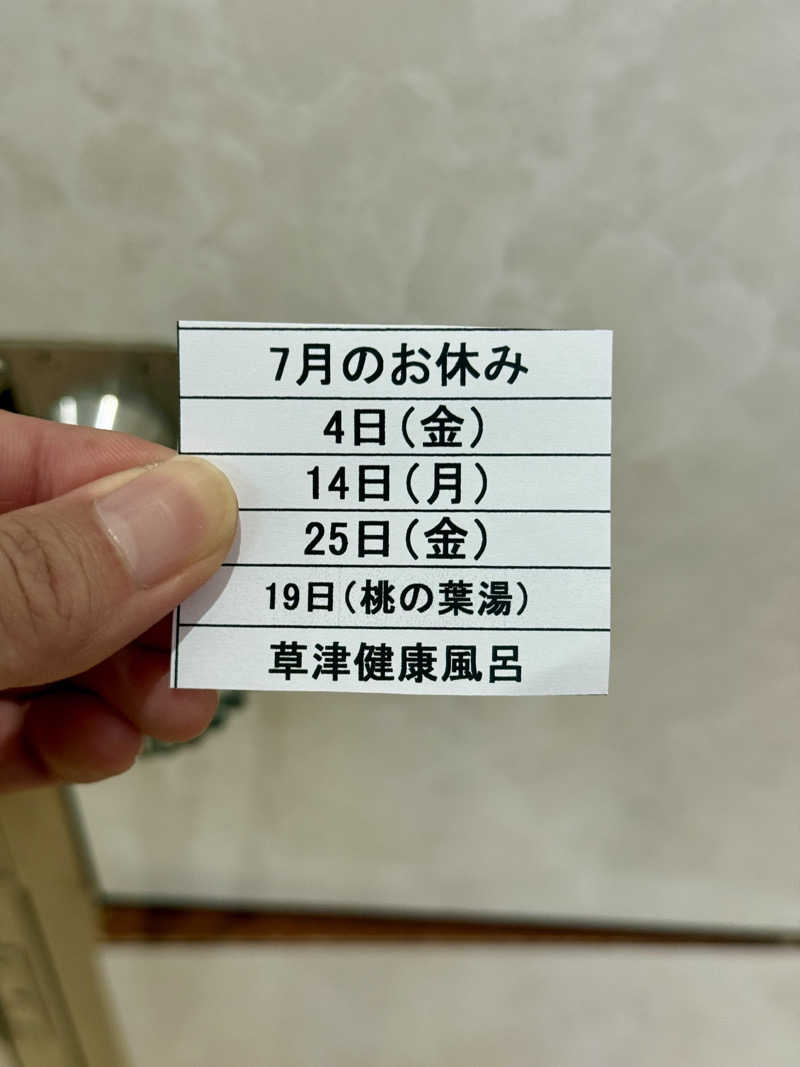 7月のお休み
4日(金)
14日(月)
25日(金)
19日(桃の葉湯)
草津健康風呂